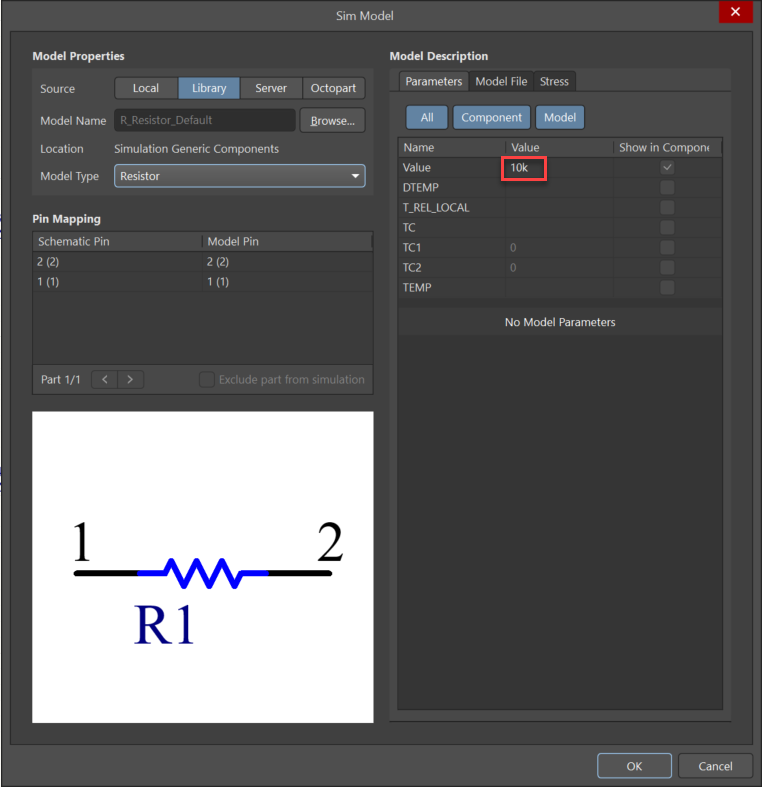 Sim Model
Model Properties
Source Local Library Server Octopart
Model Name R_Resistor_Default Browse...
Location Simulation Generic Components
Model Type Resistor
Pin Mapping
Schematic Pin Model Pin
2 (2) 2 (2)
1 (1) 1 (1)
Part 1/1 < > Exclude part from simulation
1 2
R1
Model Description
Parameters Model File Stress
All Component Model
Name Value Show in Compone
Value 10k
DTEMP
T_REL_LOCAL
TC
TC1 0
TC2 0
TEMP
No Model Parameters
OK Cancel